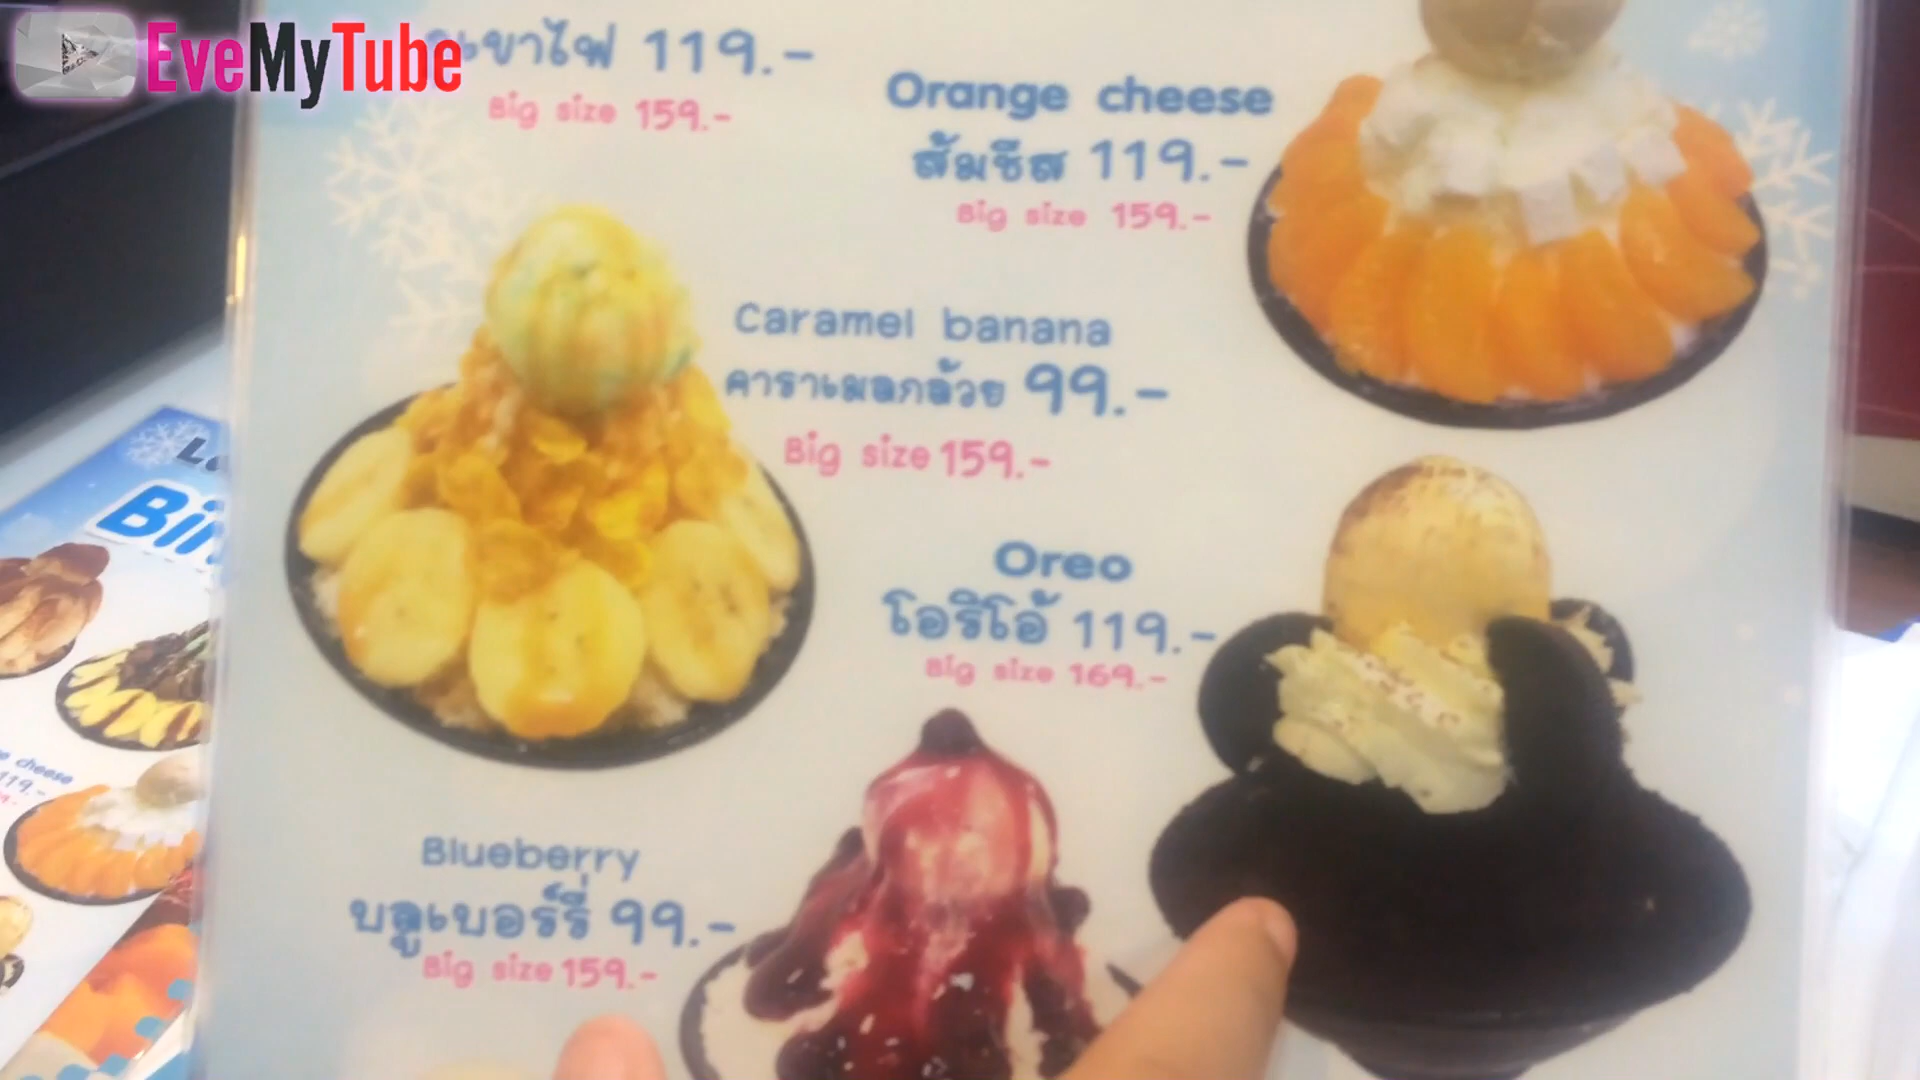 EveMyTube
เขาไฟ 119.-
Big size 159.-
Orange cheese
ส้มชีส 119.-
Big size 159.-
Caramel banana
คาราเมลกล้วย 99.-
Big size 159.-
Oreo
โอริโอ้ 119.-
Big size 169.-
Blueberry
บลูเบอร์รี่ 99.-
Big size 159.-
cheese
119.-